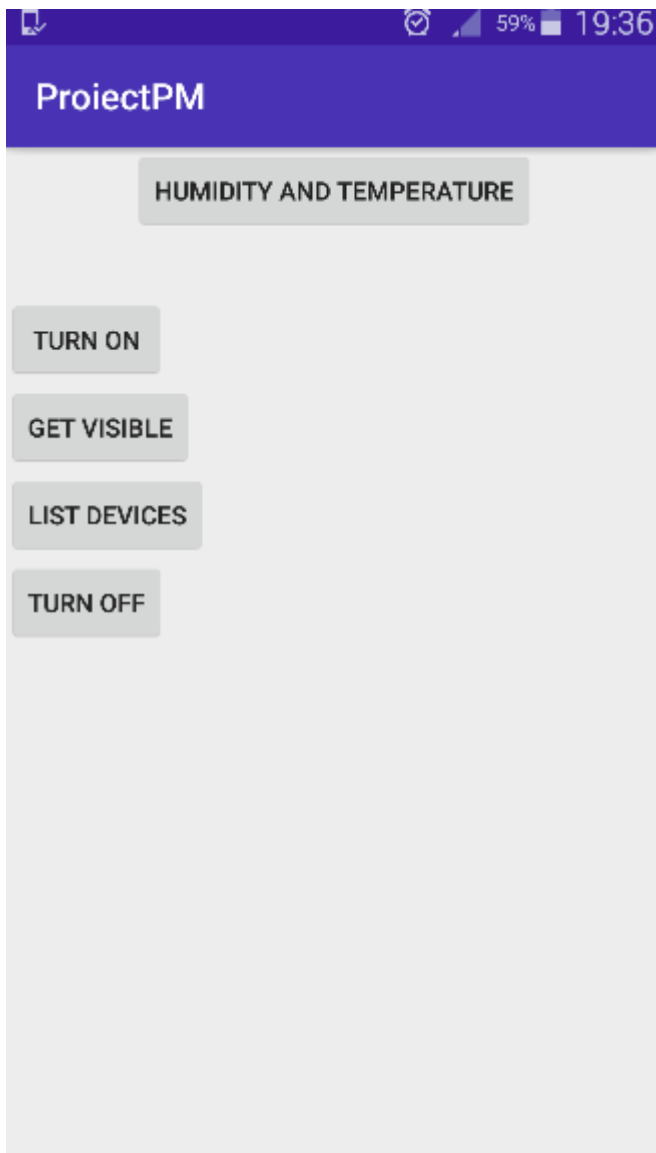 59% 19:36
ProiectPM
HUMIDITY AND TEMPERATURE
TURN ON
GET VISIBLE
LIST DEVICES
TURN OFF